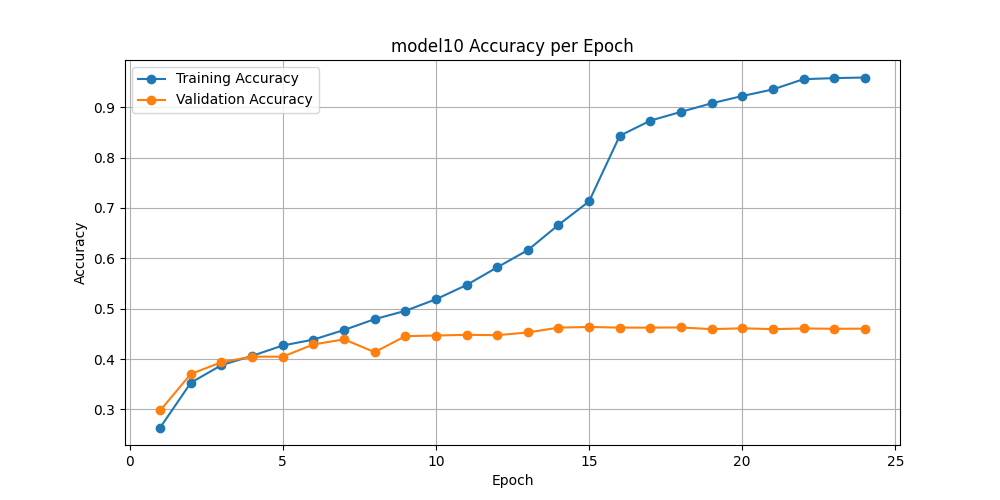 model10 Accuracy per Epoch
Training Accuracy
Validation Accuracy
Accuracy
0.9
0.8
0.7
0.6
0.5
0.4
0.3
0 5 10 15 20 25
Epoch